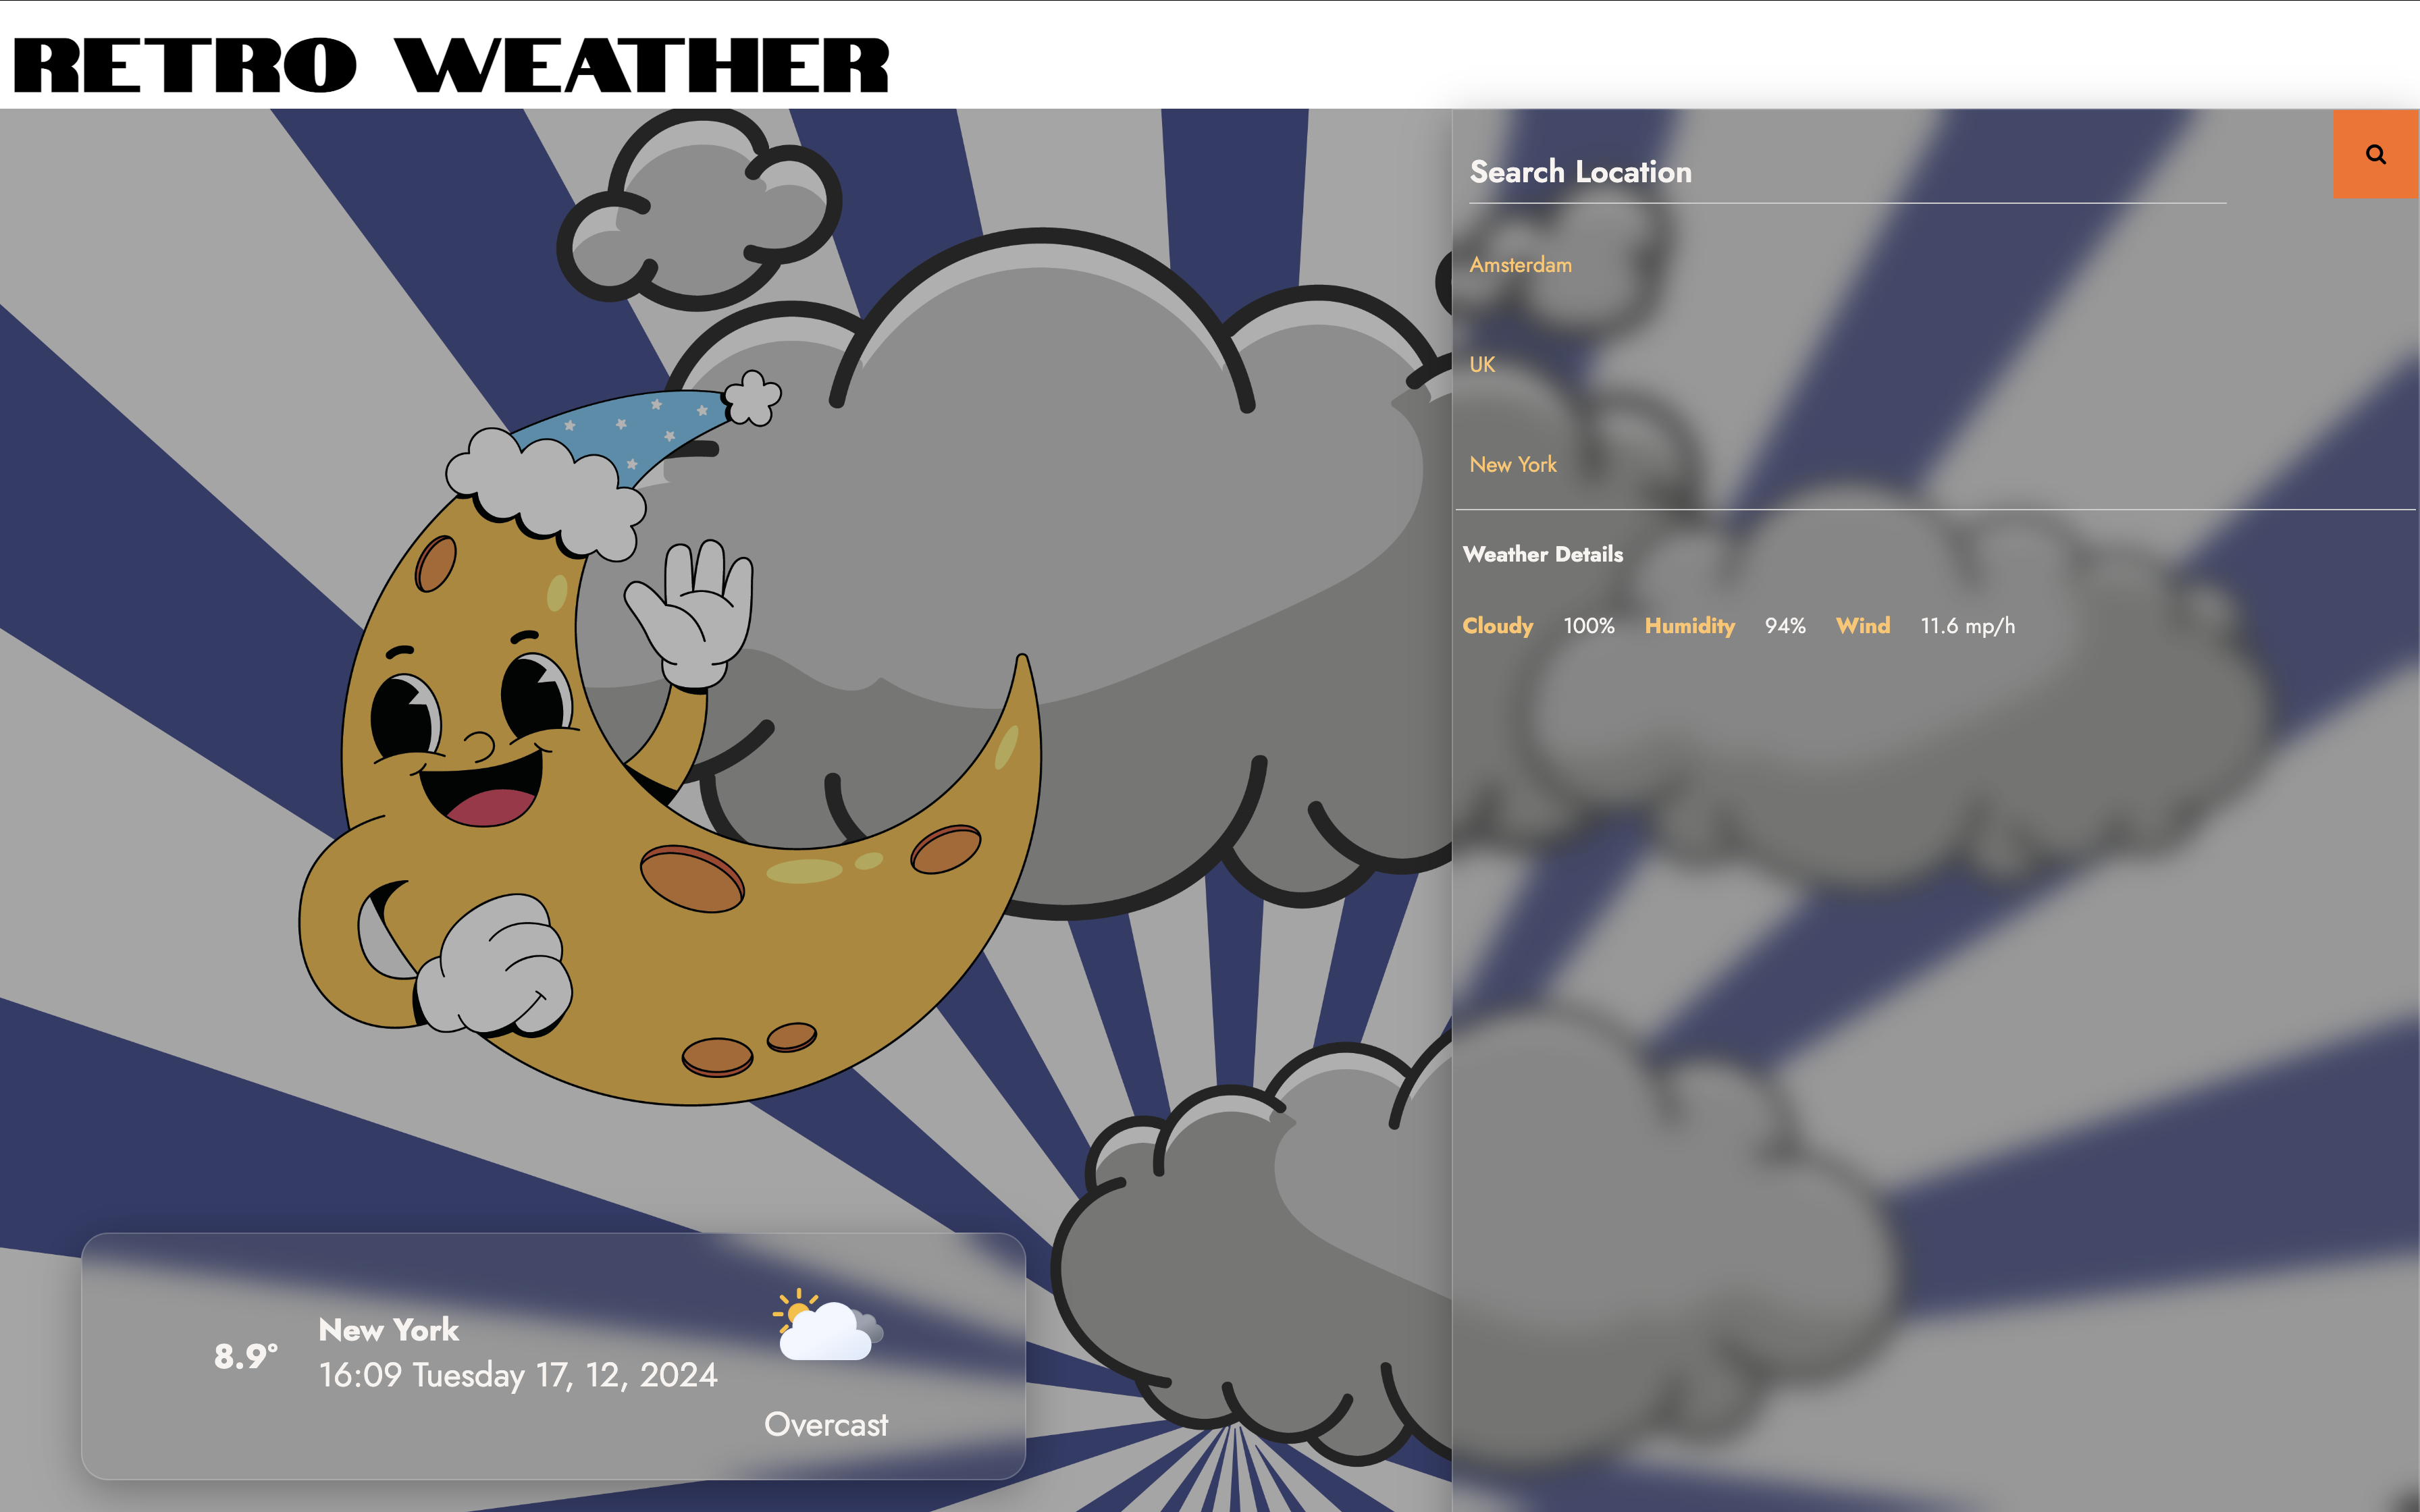 RETRO WEATHER
Search Location
Amsterdam
UK
New York
Weather Details
Cloudy 100% Humidity 94% Wind 11.6 mp/h
8.9°
New York
16:09 Tuesday 17, 12, 2024
Overcast